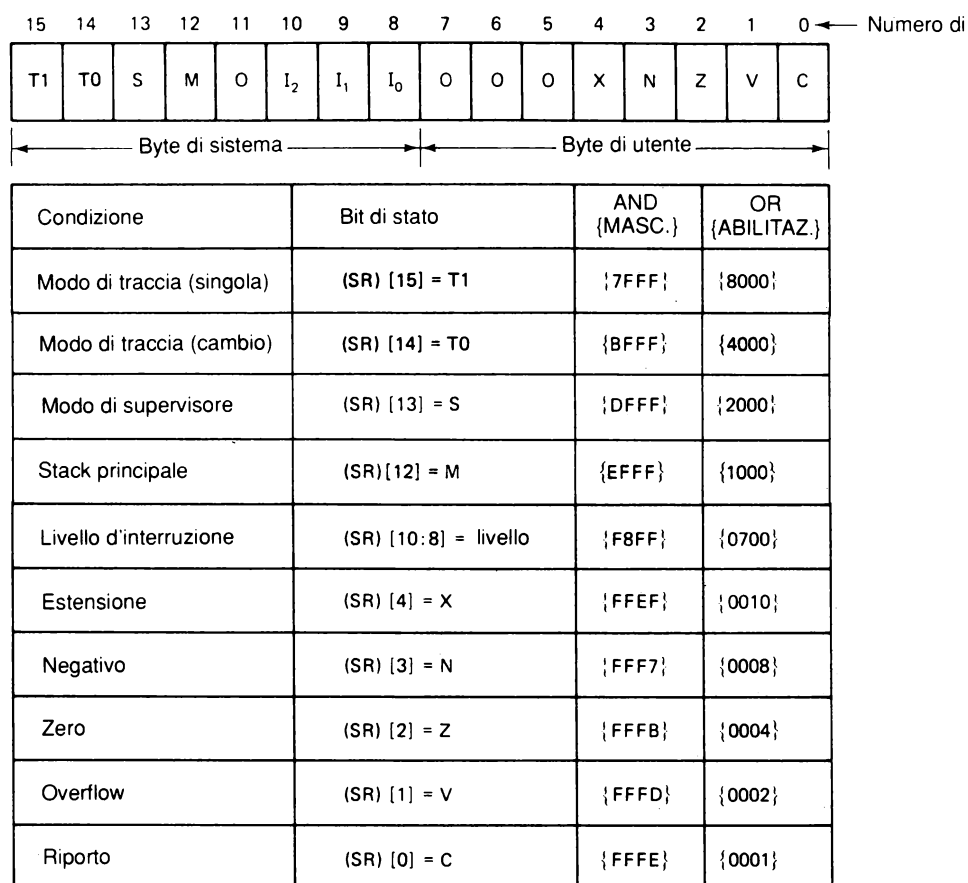 15 14 13 12 11 10 9 8 7 6 5 4 3 2 1 0 Numero di
T1 T0 S M O I₂ I₁ I₀ O O O X N Z V C
Byte di sistema Byte di utente
Condizione Bit di stato AND {MASC.} OR {ABILITAZ.}
Modo di traccia (singola) (SR) [15] = T1 {7FFF} {8000}
Modo di traccia (cambio) (SR) [14] = T0 {BFFF} {4000}
Modo di supervisore (SR) [13] = S {DFFF} {2000}
Stack principale (SR)[12] = M {EFFF} {1000}
Livello d'interruzione (SR) [10:8] = livello {F8FF} {0700}
Estensione (SR) [4] = X {FFEF} {0010}
Negativo (SR) [3] = N {FFF7} {0008}
Zero (SR) [2] = Z {FFFB} {0004}
Overflow (SR) [1] = V {FFFD} {0002}
Riporto (SR) [0] = C {FFFE} {0001}